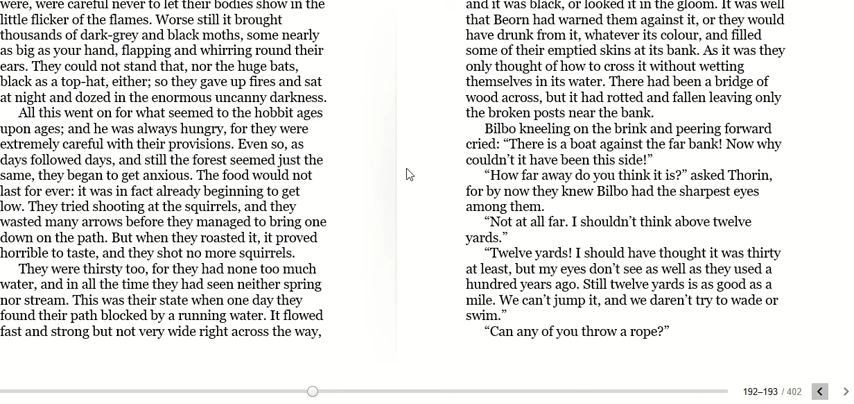 were, were careful never to let their bodies show in the
little flicker of the flames. Worse still it brought
thousands of dark-grey and black moths, some nearly
as big as your hand, flapping and whirring round their
ears. They could not stand that, nor the huge bats,
black as a top-hat, either; so they gave up fires and sat
at night and dozed in the enormous uncanny darkness.
All this went on for what seemed to the hobbit ages
upon ages; and he was always hungry, for they were
extremely careful with their provisions. Even so, as
days followed days, and still the forest seemed just the
same, they began to get anxious. The food would not
last for ever: it was in fact already beginning to get
low. They tried shooting at the squirrels, and they
wasted many arrows before they managed to bring one
down on the path. But when they roasted it, it proved
horrible to taste, and they shot no more squirrels.
They were thirsty too, for they had none too much
water, and in all the time they had seen neither spring
nor stream. This was their state when one day they
found their path blocked by a running water. It flowed
fast and strong but not very wide right across the way,
and it was black, or looked it in the gloom. It was well
that Beorn had warned them against it, or they would
have drunk from it, whatever its colour, and filled
some of their emptied skins at its bank. As it was they
only thought of how to cross it without wetting
themselves in its water. There had been a bridge of
wood across, but it had rotted and fallen leaving only
the broken posts near the bank.
Bilbo kneeling on the brink and peering forward
cried: “There is a boat against the far bank! Now why
couldn’t it have been this side!”
“How far away do you think it is?” asked Thorin,
for by now they knew Bilbo had the sharpest eyes
among them.
“Not at all far. I shouldn’t think above twelve
yards.”
“Twelve yards! I should have thought it was thirty
at least, but my eyes don’t see as well as they used a
hundred years ago. Still twelve yards is as good as a
mile. We can’t jump it, and we daren’t try to wade or
swim.”
“Can any of you throw a rope?”
192–193 / 402